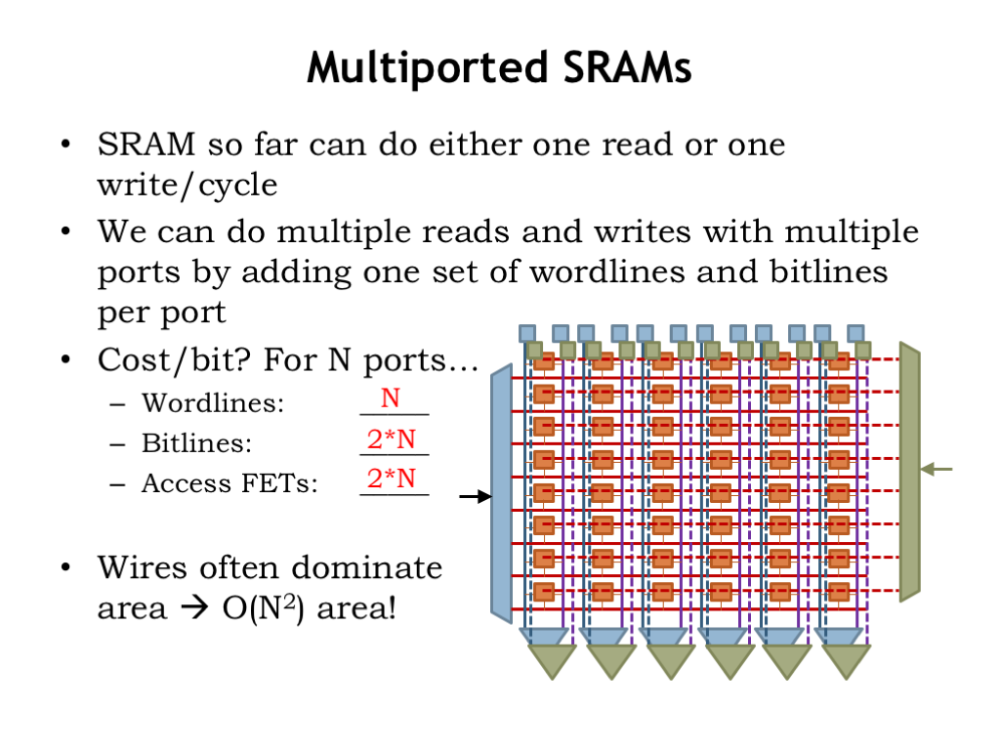 Multiported SRAMs
• SRAM so far can do either one read or one
write/cycle
• We can do multiple reads and writes with multiple
ports by adding one set of wordlines and bitlines
per port
• Cost/bit? For N ports…
– Wordlines: N
– Bitlines: 2*N
– Access FETs: 2*N
• Wires often dominate
area → O(N²) area!